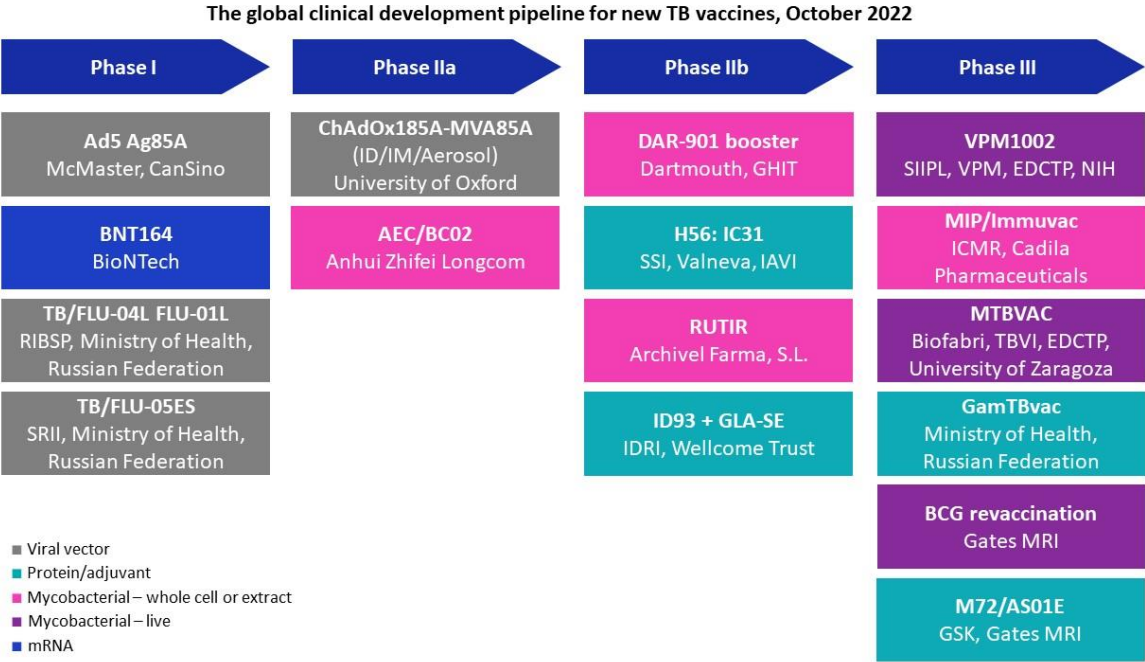 The global clinical development pipeline for new TB vaccines, October 2022
Phase I
Phase IIa
Phase IIb
Phase III
Ad5 Ag85A
McMaster, CanSino
BNT164
BioNTech
TB/FLU-04L FLU-01L
RIBSP, Ministry of Health,
Russian Federation
TB/FLU-05ES
SRII, Ministry of Health,
Russian Federation
ChAdOx185A-MVA85A
(ID/IM/Aerosol)
University of Oxford
AEC/BC02
Anhui Zhifei Longcom
DAR-901 booster
Dartmouth, GHIT
H56: IC31
SSI, Valneva, IAVI
RUTIR
Archivel Farma, S.L.
ID93 + GLA-SE
IDRI, Wellcome Trust
VPM1002
SIIPL, VPM, EDCTP, NIH
MIP/Immuvac
ICMR, Cadila
Pharmaceuticals
MTBVAC
Biofabri, TBVI, EDCTP,
University of Zaragoza
GamTBvac
Ministry of Health,
Russian Federation
BCG revaccination
Gates MRI
M72/AS01E
GSK, Gates MRI
Viral vector
Protein/adjuvant
Mycobacterial – whole cell or extract
Mycobacterial – live
mRNA